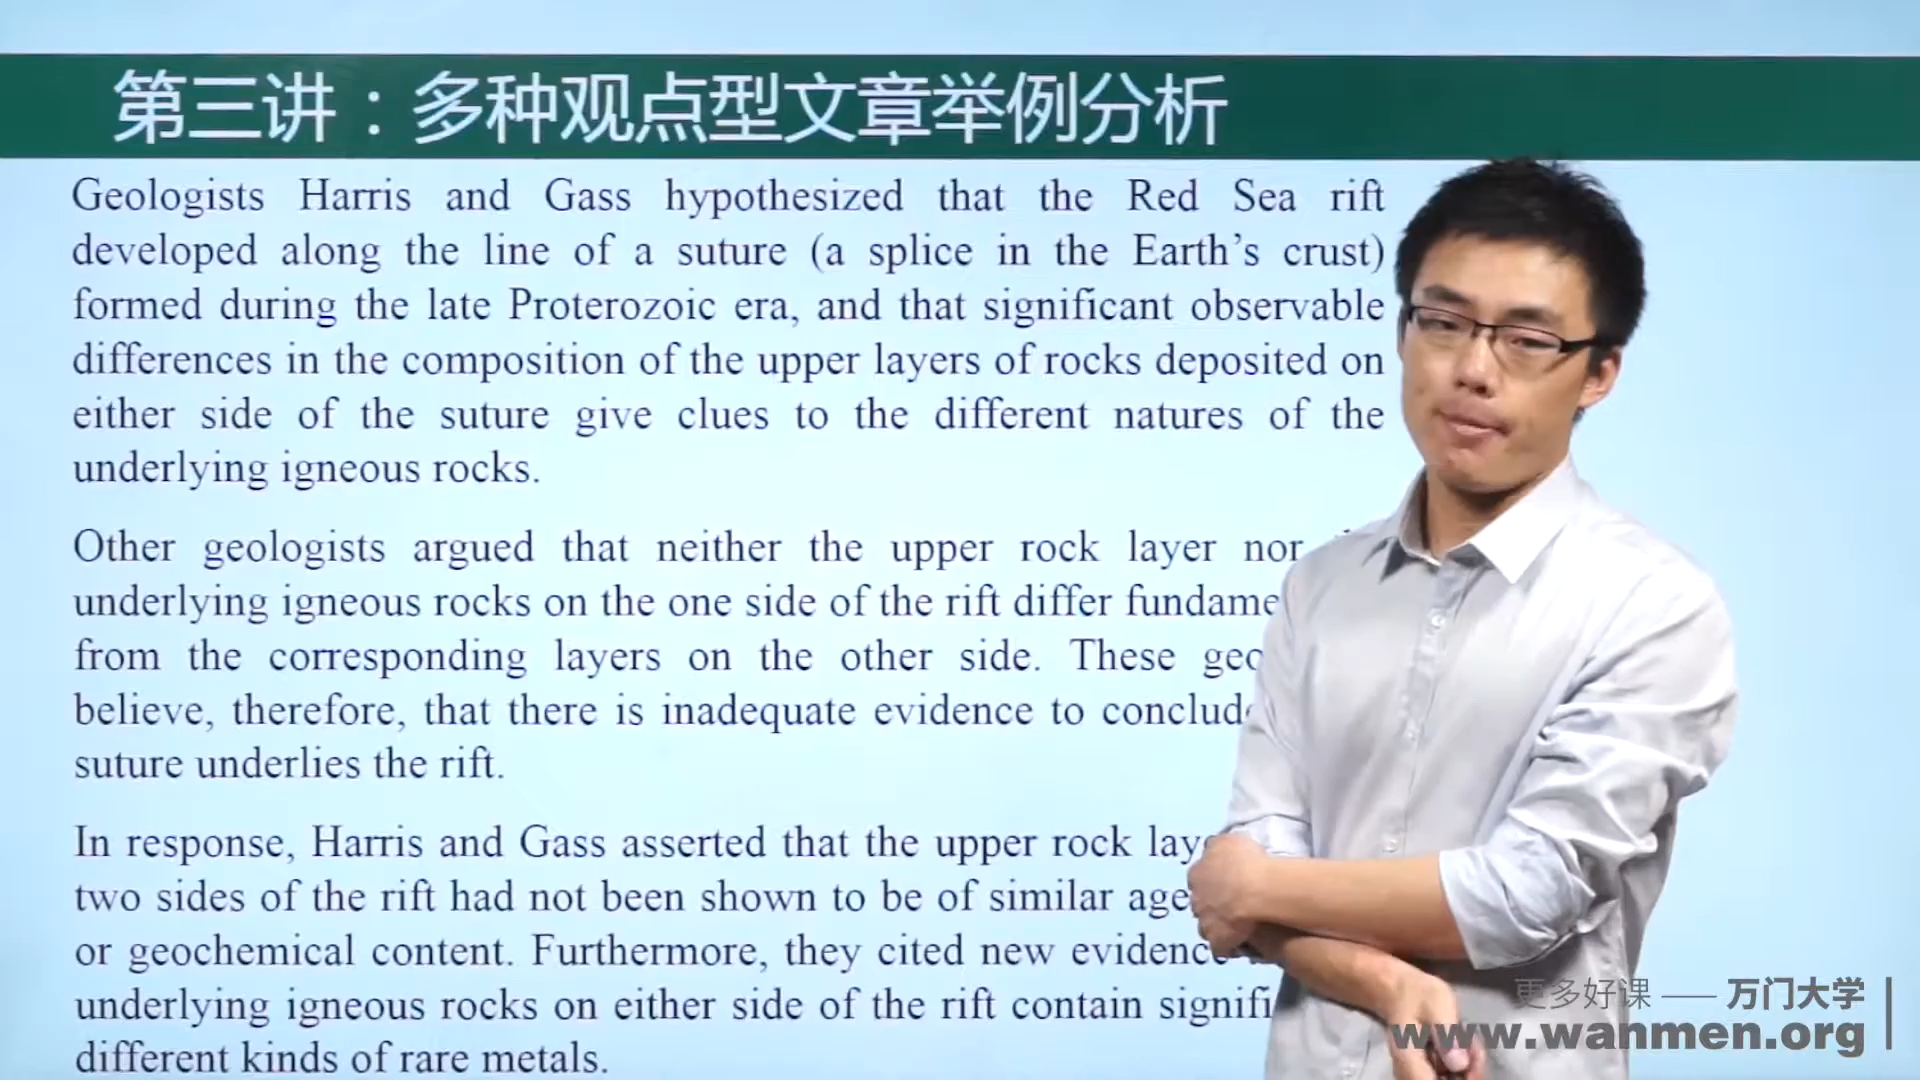 第三讲：多种观点型文章举例分析
Geologists Harris and Gass hypothesized that the Red Sea rift
developed along the line of a suture (a splice in the Earth’s crust)
formed during the late Proterozoic era, and that significant observable
differences in the composition of the upper layers of rocks deposited on
either side of the suture give clues to the different natures of the
underlying igneous rocks.
Other geologists argued that neither the upper rock layer nor
underlying igneous rocks on the one side of the rift differ
from the corresponding layers on the other side. These
believe, therefore, that there is inadequate evidence to
suture underlies the rift.
In response, Harris and Gass asserted that the upper rock
two sides of the rift had not been shown to be of similar
or geochemical content. Furthermore, they cited new
underlying igneous rocks on either side of the rift contain
different kinds of rare metals.
更多好课 —— 万门大学
www.wanmen.org